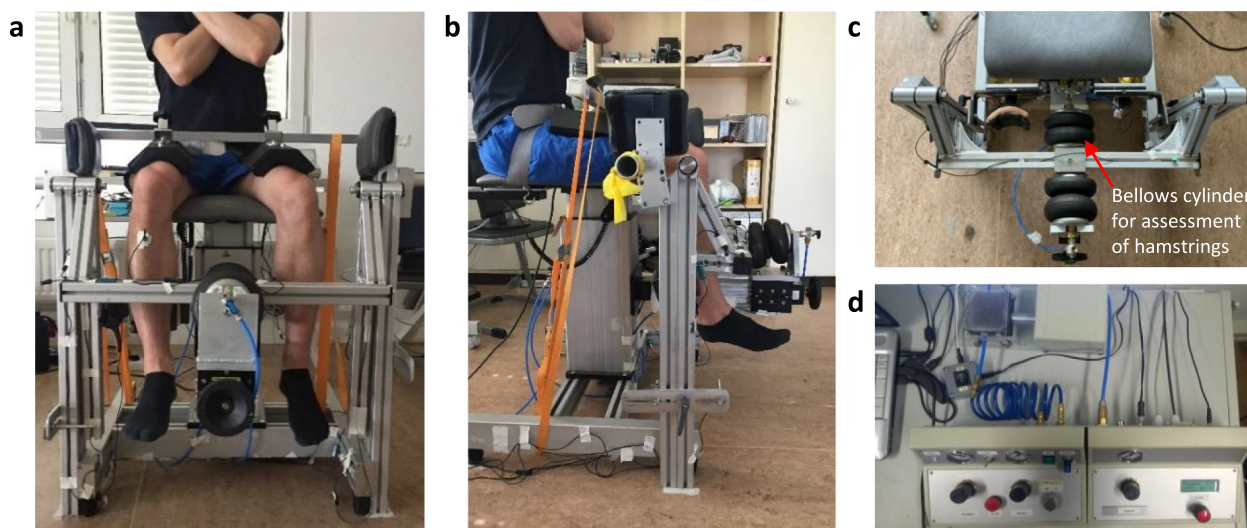 a
b
c
Bellows cylinder
for assessment
of hamstrings
d